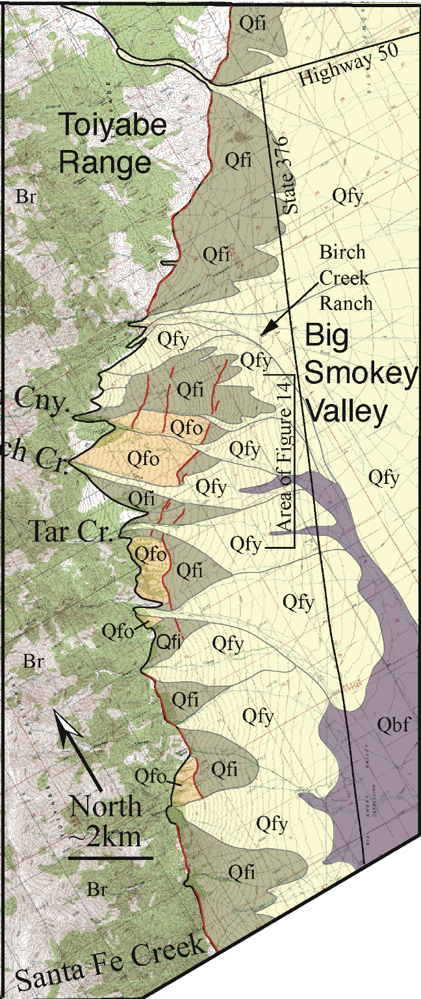 Qfi
Highway 50
Toiyabe
Range
Qfi
State 376
Br
Qfy
Qfi
Birch
Creek
Ranch
Qfy
Big
Smokey
Valley
Qfy
Cny.
Qfi
Area of Figure 14
Qfo
Qfy
ch Cr.
Qfo
Qfy
Qfy
Qfi
Tar Cr.
Qfy
Qfo
Qfi
Qfy
Qfo
Qfi
Qfy
Br
Qfi
Qfy
Qbf
Qfo
Qfi
North
~2km
Qfy
Qfi
Br
Santa Fe Creek